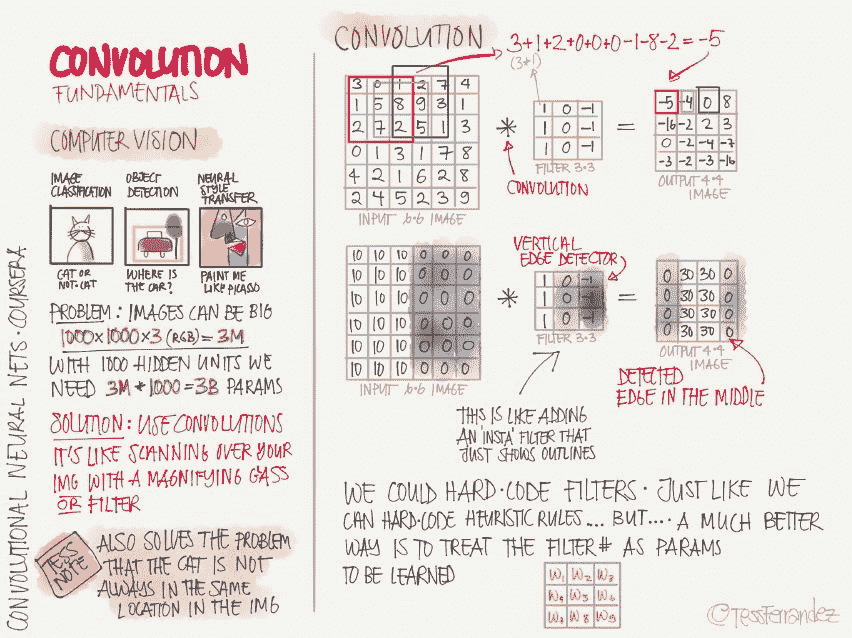 CONVOLUTIONAL NEURAL NETS · COURSERA
CONVOLUTION
FUNDAMENTALS
COMPUTER VISION
IMAGE CLASSIFICATION
CAT OR NOT-CAT
OBJECT DETECTION
WHERE IS THE CAR?
NEURAL STYLE TRANSFER
PAINT ME LIKE PICASSO
PROBLEM: IMAGES CAN BE BIG
1000×1000×3 (RGB) = 3M
WITH 1000 HIDDEN UNITS WE
NEED 3M * 1000 = 3B PARAMS
SOLUTION: USE CONVOLUTIONS
IT'S LIKE SCANNING OVER YOUR
IMG WITH A MAGNIFYING GASS
OR FILTER
TESS NOTE
ALSO SOLVES THE PROBLEM
THAT THE CAT IS NOT
ALWAYS IN THE SAME
LOCATION IN THE IMG
CONVOLUTION
3+1+2+0+0+0-1-8-2=-5
(3+1)
3 0 1 2 7 4
1 5 8 9 3 1
2 7 2 5 1 3
0 1 3 1 7 8
4 2 1 6 2 8
2 4 5 2 3 9
INPUT 6·6 IMAGE
*
CONVOLUTION
1 0 -1
1 0 -1
1 0 -1
FILTER 3·3
=
-5 -4 0 8
-16 -2 2 3
0 -2 -4 -7
-3 -2 -3 -16
OUTPUT 4·4
IMAGE
10 10 10 0 0 0
10 10 10 0 0 0
10 10 10 0 0 0
10 10 10 0 0 0
10 10 10 0 0 0
10 10 10 0 0 0
INPUT 6·6 IMAGE
*
VERTICAL
EDGE DETECTOR
1 0 -1
1 0 -1
1 0 -1
FILTER 3·3
=
0 30 30 0
0 30 30 0
0 30 30 0
0 30 30 0
OUTPUT 4·4
IMAGE
DETECTED
EDGE IN THE MIDDLE
THIS IS LIKE ADDING
AN 'INSTA' FILTER THAT
JUST SHOWS OUTLINES
WE COULD HARD-CODE FILTERS · JUST LIKE WE
CAN HARD-CODE HEURISTIC RULES... BUT.... A MUCH BETTER
WAY IS TO TREAT THE FILTER # AS PARAMS
TO BE LEARNED
W1 W2 W3
W4 W5 W6
W7 W8 W9
©TessFerrandez